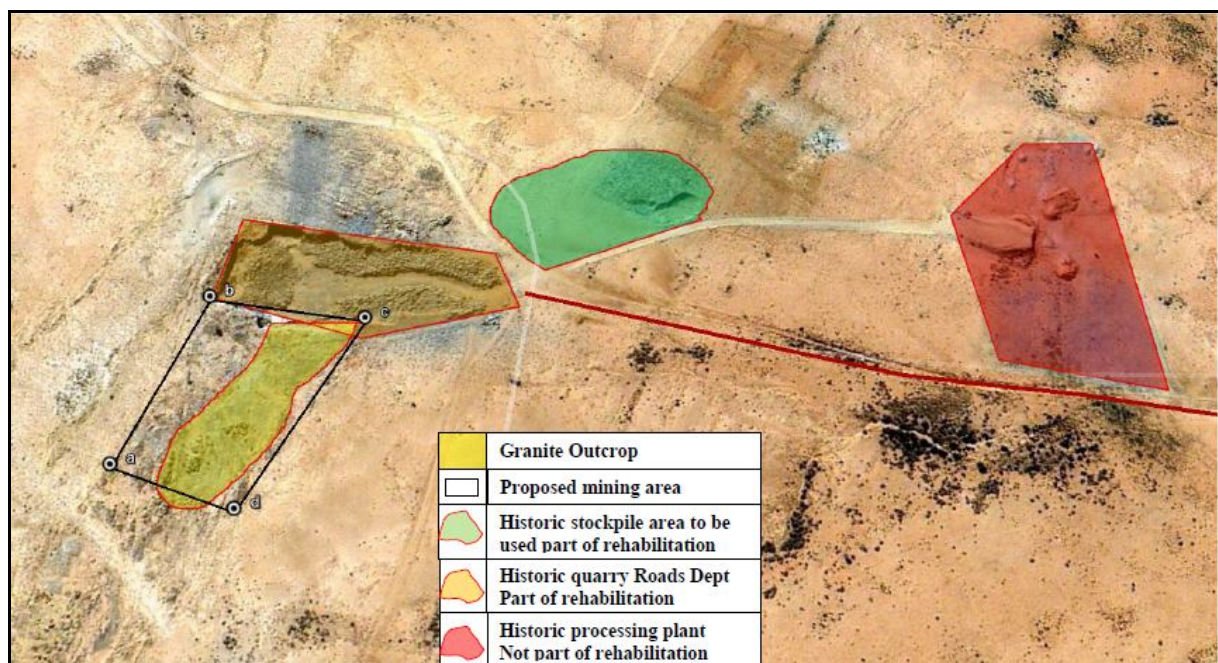 b
c
a
d
Granite Outcrop
Proposed mining area
Historic stockpile area to be
used part of rehabilitation
Historic quarry Roads Dept
Part of rehabilitation
Historic processing plant
Not part of rehabilitation